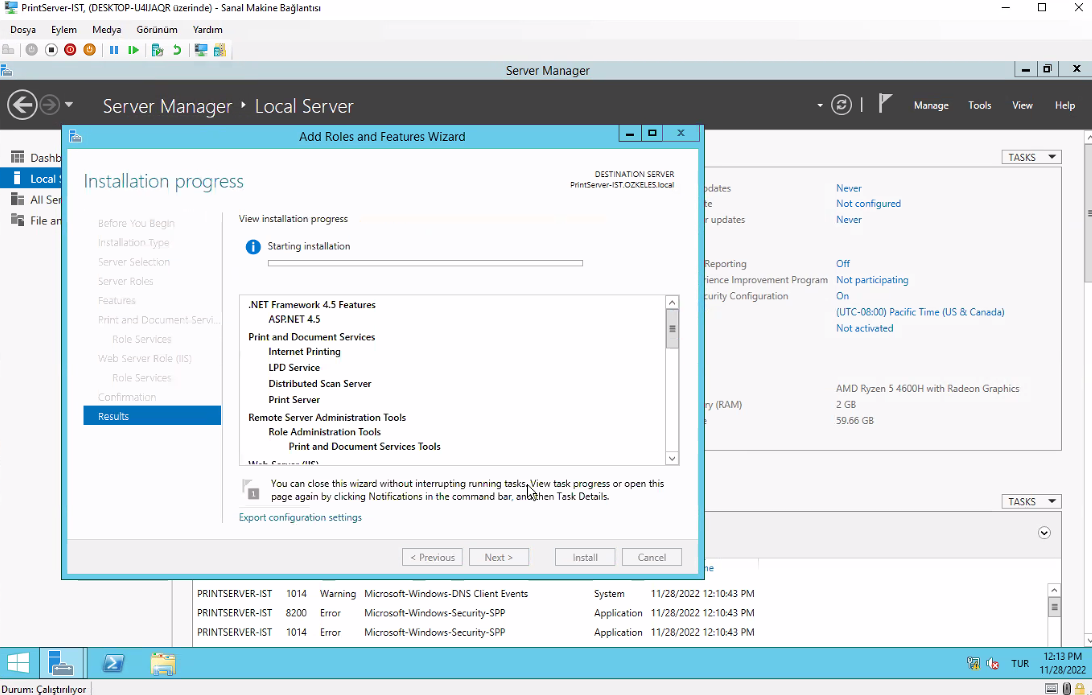 PrintServer-IST, (DESKTOP-U4IJAQR üzerinde) - Sanal Makine Bağlantısı
Dosya Eylem Medya Görünüm Yardım
Server Manager
Server Manager ‣ Local Server
Manage Tools View Help
Add Roles and Features Wizard
Installation progress
DESTINATION SERVER
PrintServer-IST.OZKELES.local
Before You Begin
Installation Type
Server Selection
Server Roles
Features
Print and Document Servi...
Role Services
Web Server Role (IIS)
Role Services
Confirmation
Results
View installation progress
Starting installation
.NET Framework 4.5 Features
ASP.NET 4.5
Print and Document Services
Internet Printing
LPD Service
Distributed Scan Server
Print Server
Remote Server Administration Tools
Role Administration Tools
Print and Document Services Tools
Web Server (IIS)
1
You can close this wizard without interrupting running tasks. View task progress or open this
page again by clicking Notifications in the command bar, and then Task Details.
Export configuration settings
< Previous Next > Install Cancel
Dashb
Local S
All Ser
File an
TASKS
pdates Never
te Not configured
r updates Never
Reporting Off
rience Improvement Program Not participating
curity Configuration On
(UTC-08:00) Pacific Time (US & Canada)
Not activated
AMD Ryzen 5 4600H with Radeon Graphics
ry (RAM) 2 GB
e 59.66 GB
TASKS
me
PRINTSERVER-IST 1014 Warning Microsoft-Windows-DNS Client Events System 11/28/2022 12:10:43 PM
PRINTSERVER-IST 8200 Error Microsoft-Windows-Security-SPP Application 11/28/2022 12:10:43 PM
PRINTSERVER-IST 1014 Error Microsoft-Windows-Security-SPP Application 11/28/2022 12:10:43 PM
TUR
12:13 PM
11/28/2022
Durum: Çalıştırılıyor